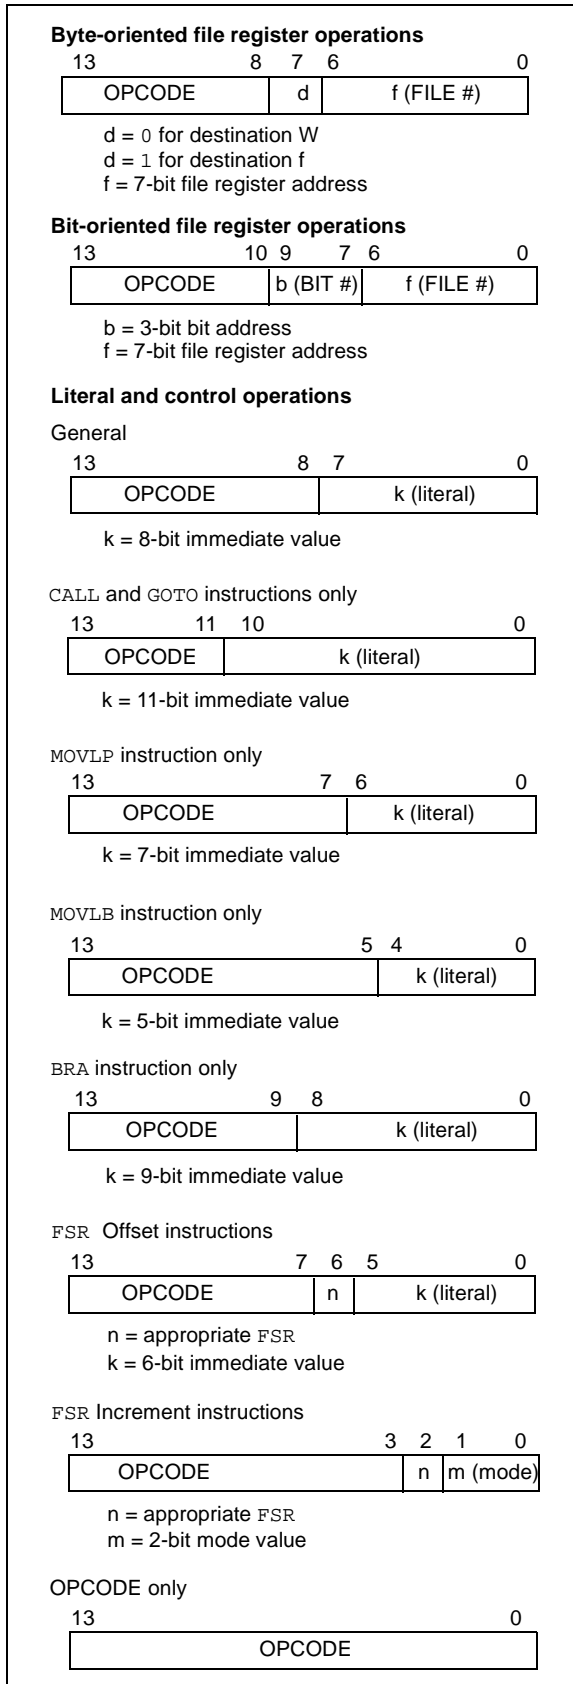 Byte-oriented file register operations
13 8 7 6 0
OPCODE d f (FILE #)
d = 0 for destination W
d = 1 for destination f
f = 7-bit file register address
Bit-oriented file register operations
13 10 9 7 6 0
OPCODE b (BIT #) f (FILE #)
b = 3-bit bit address
f = 7-bit file register address
Literal and control operations
General
13 8 7 0
OPCODE k (literal)
k = 8-bit immediate value
CALL and GOTO instructions only
13 11 10 0
OPCODE k (literal)
k = 11-bit immediate value
MOVLP instruction only
13 7 6 0
OPCODE k (literal)
k = 7-bit immediate value
MOVLB instruction only
13 5 4 0
OPCODE k (literal)
k = 5-bit immediate value
BRA instruction only
13 9 8 0
OPCODE k (literal)
k = 9-bit immediate value
FSR Offset instructions
13 7 6 5 0
OPCODE n k (literal)
n = appropriate FSR
k = 6-bit immediate value
FSR Increment instructions
13 3 2 1 0
OPCODE n m (mode)
n = appropriate FSR
m = 2-bit mode value
OPCODE only
13 0
OPCODE